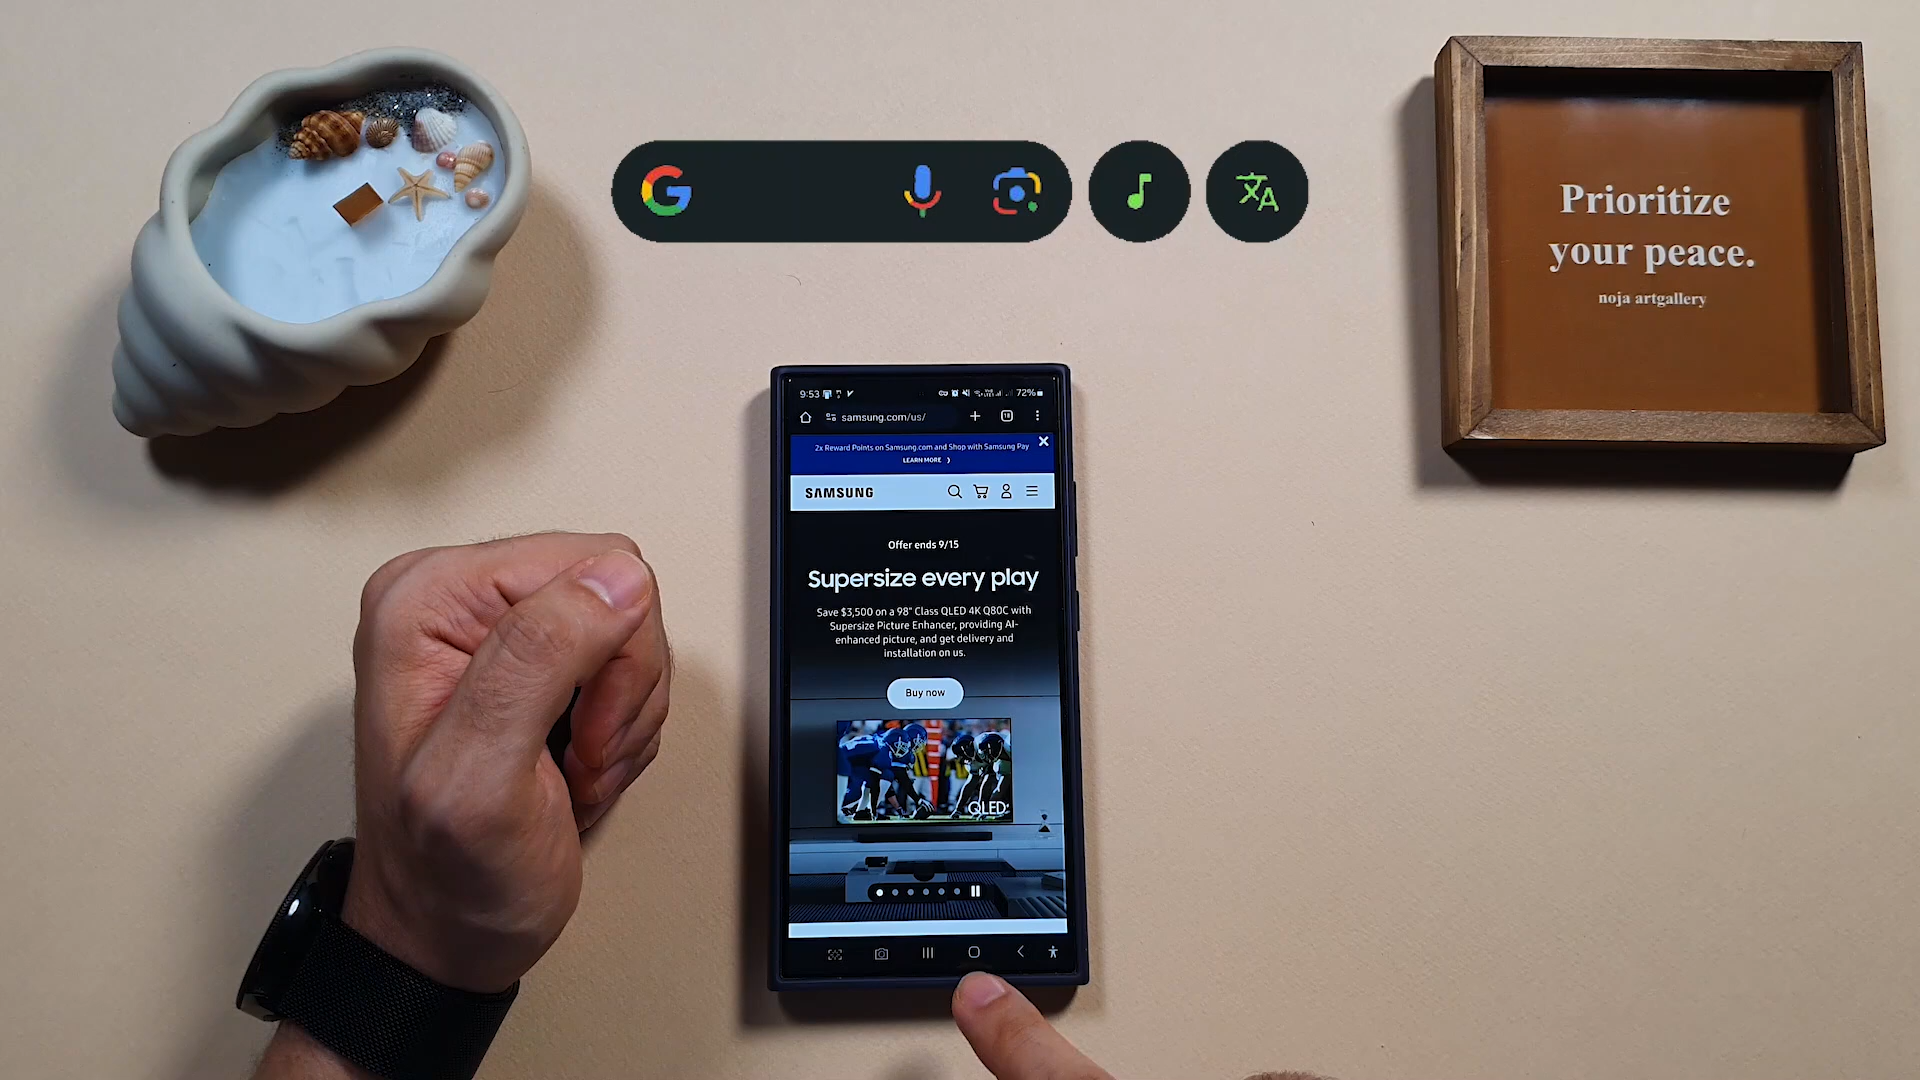 Prioritize
your peace.
noja artgallery
9:53
72%
samsung.com/us/
18
2x Reward Points on Samsung.com and Shop with Samsung Pay
LEARN MORE
SAMSUNG
Offer ends 9/15
Supersize every play
Save $3,500 on a 98" Class QLED 4K Q80C with
Supersize Picture Enhancer, providing AI-
enhanced picture, and get delivery and
installation on us.
Buy now
QLED